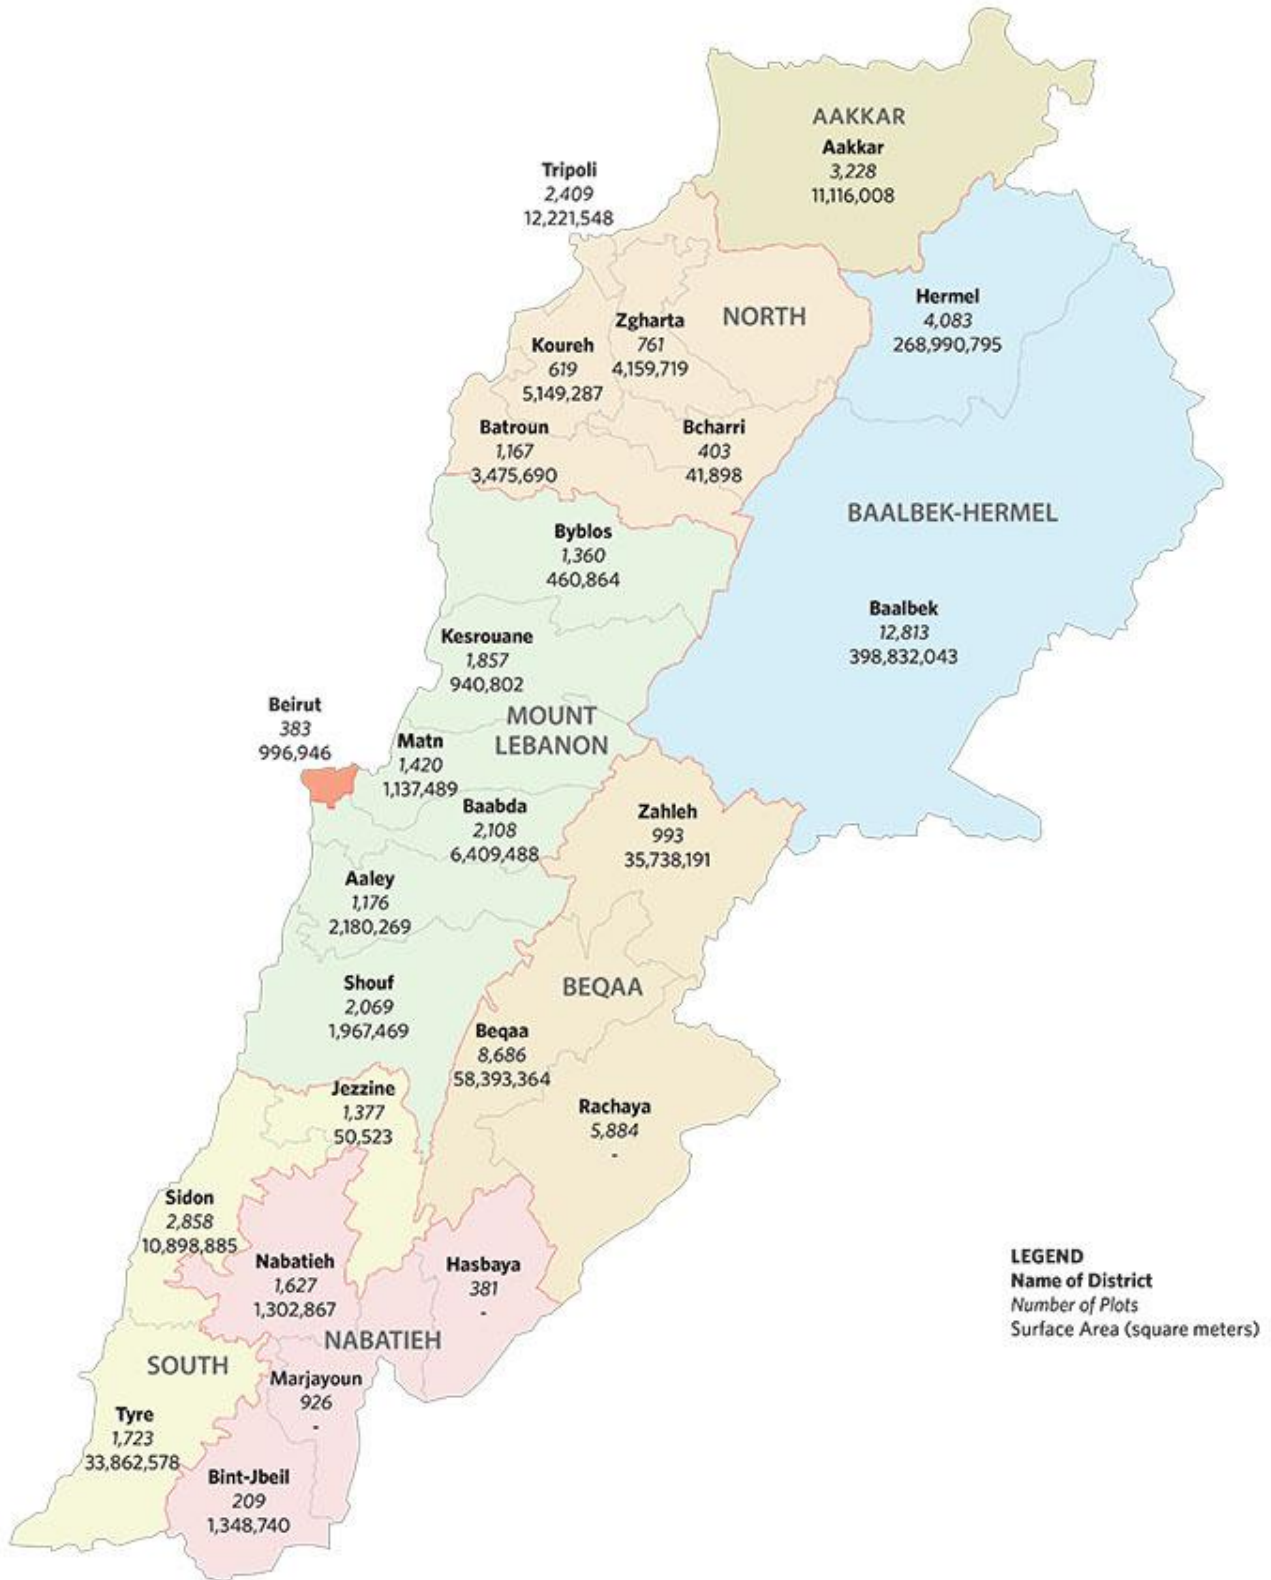 AAKKAR
Aakkar
3,228
11,116,008
Tripoli
2,409
12,221,548
Hermel
4,083
268,990,795
NORTH
Zgharta
761
4,159,719
Koureh
619
5,149,287
Batroun
1,167
3,475,690
Bcharri
403
41,898
BAALBEK-HERMEL
Byblos
1,360
460,864
Baalbek
12,813
398,832,043
Kesrouane
1,857
940,802
Beirut
383
996,946
MOUNT
LEBANON
Matn
1,420
1,137,489
Baabda
2,108
6,409,488
Zahleh
993
35,738,191
Aaley
1,176
2,180,269
Shouf
2,069
1,967,469
BEQAA
Beqaa
8,686
58,393,364
Jezzine
1,377
50,523
Rachaya
5,884
-
Sidon
2,858
10,898,885
Nabatieh
1,627
1,302,867
Hasbaya
381
-
NABATIEH
SOUTH
Marjayoun
926
-
Tyre
1,723
33,862,578
Bint-Jbeil
209
1,348,740
LEGEND
Name of District
Number of Plots
Surface Area (square meters)